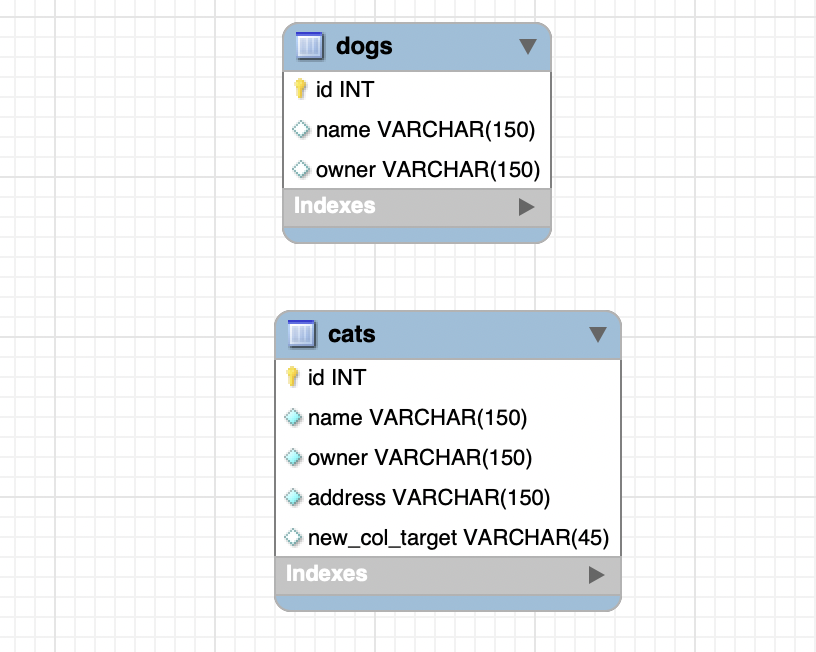 dogs
id INT
name VARCHAR(150)
owner VARCHAR(150)
Indexes
cats
id INT
name VARCHAR(150)
owner VARCHAR(150)
address VARCHAR(150)
new_col_target VARCHAR(45)
Indexes